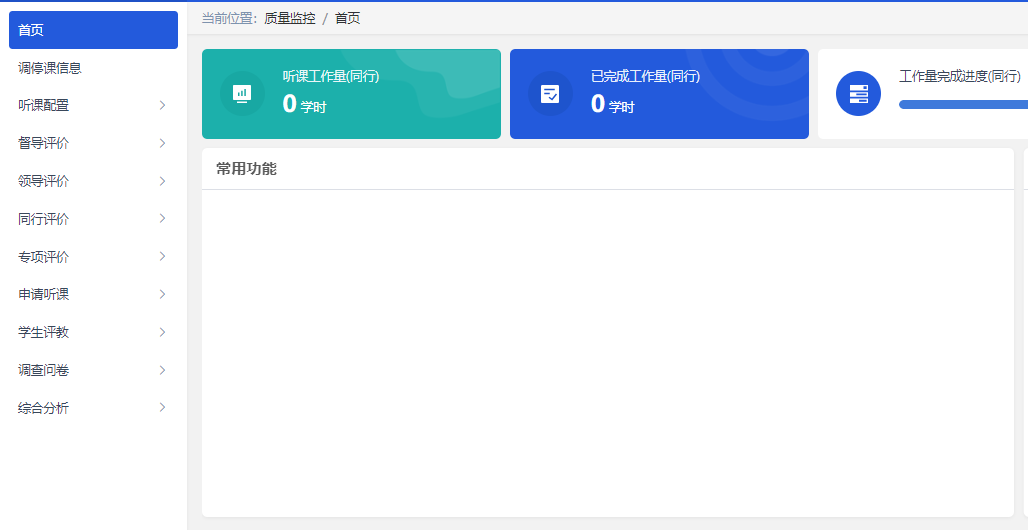 首页
调停课信息
听课配置
督导评价
领导评价
同行评价
专项评价
申请听课
学生评教
调查问卷
综合分析
当前位置: 质量监控 / 首页
听课工作量(同行)
0 学时
已完成工作量(同行)
0 学时
工作量完成进度(同行)
常用功能